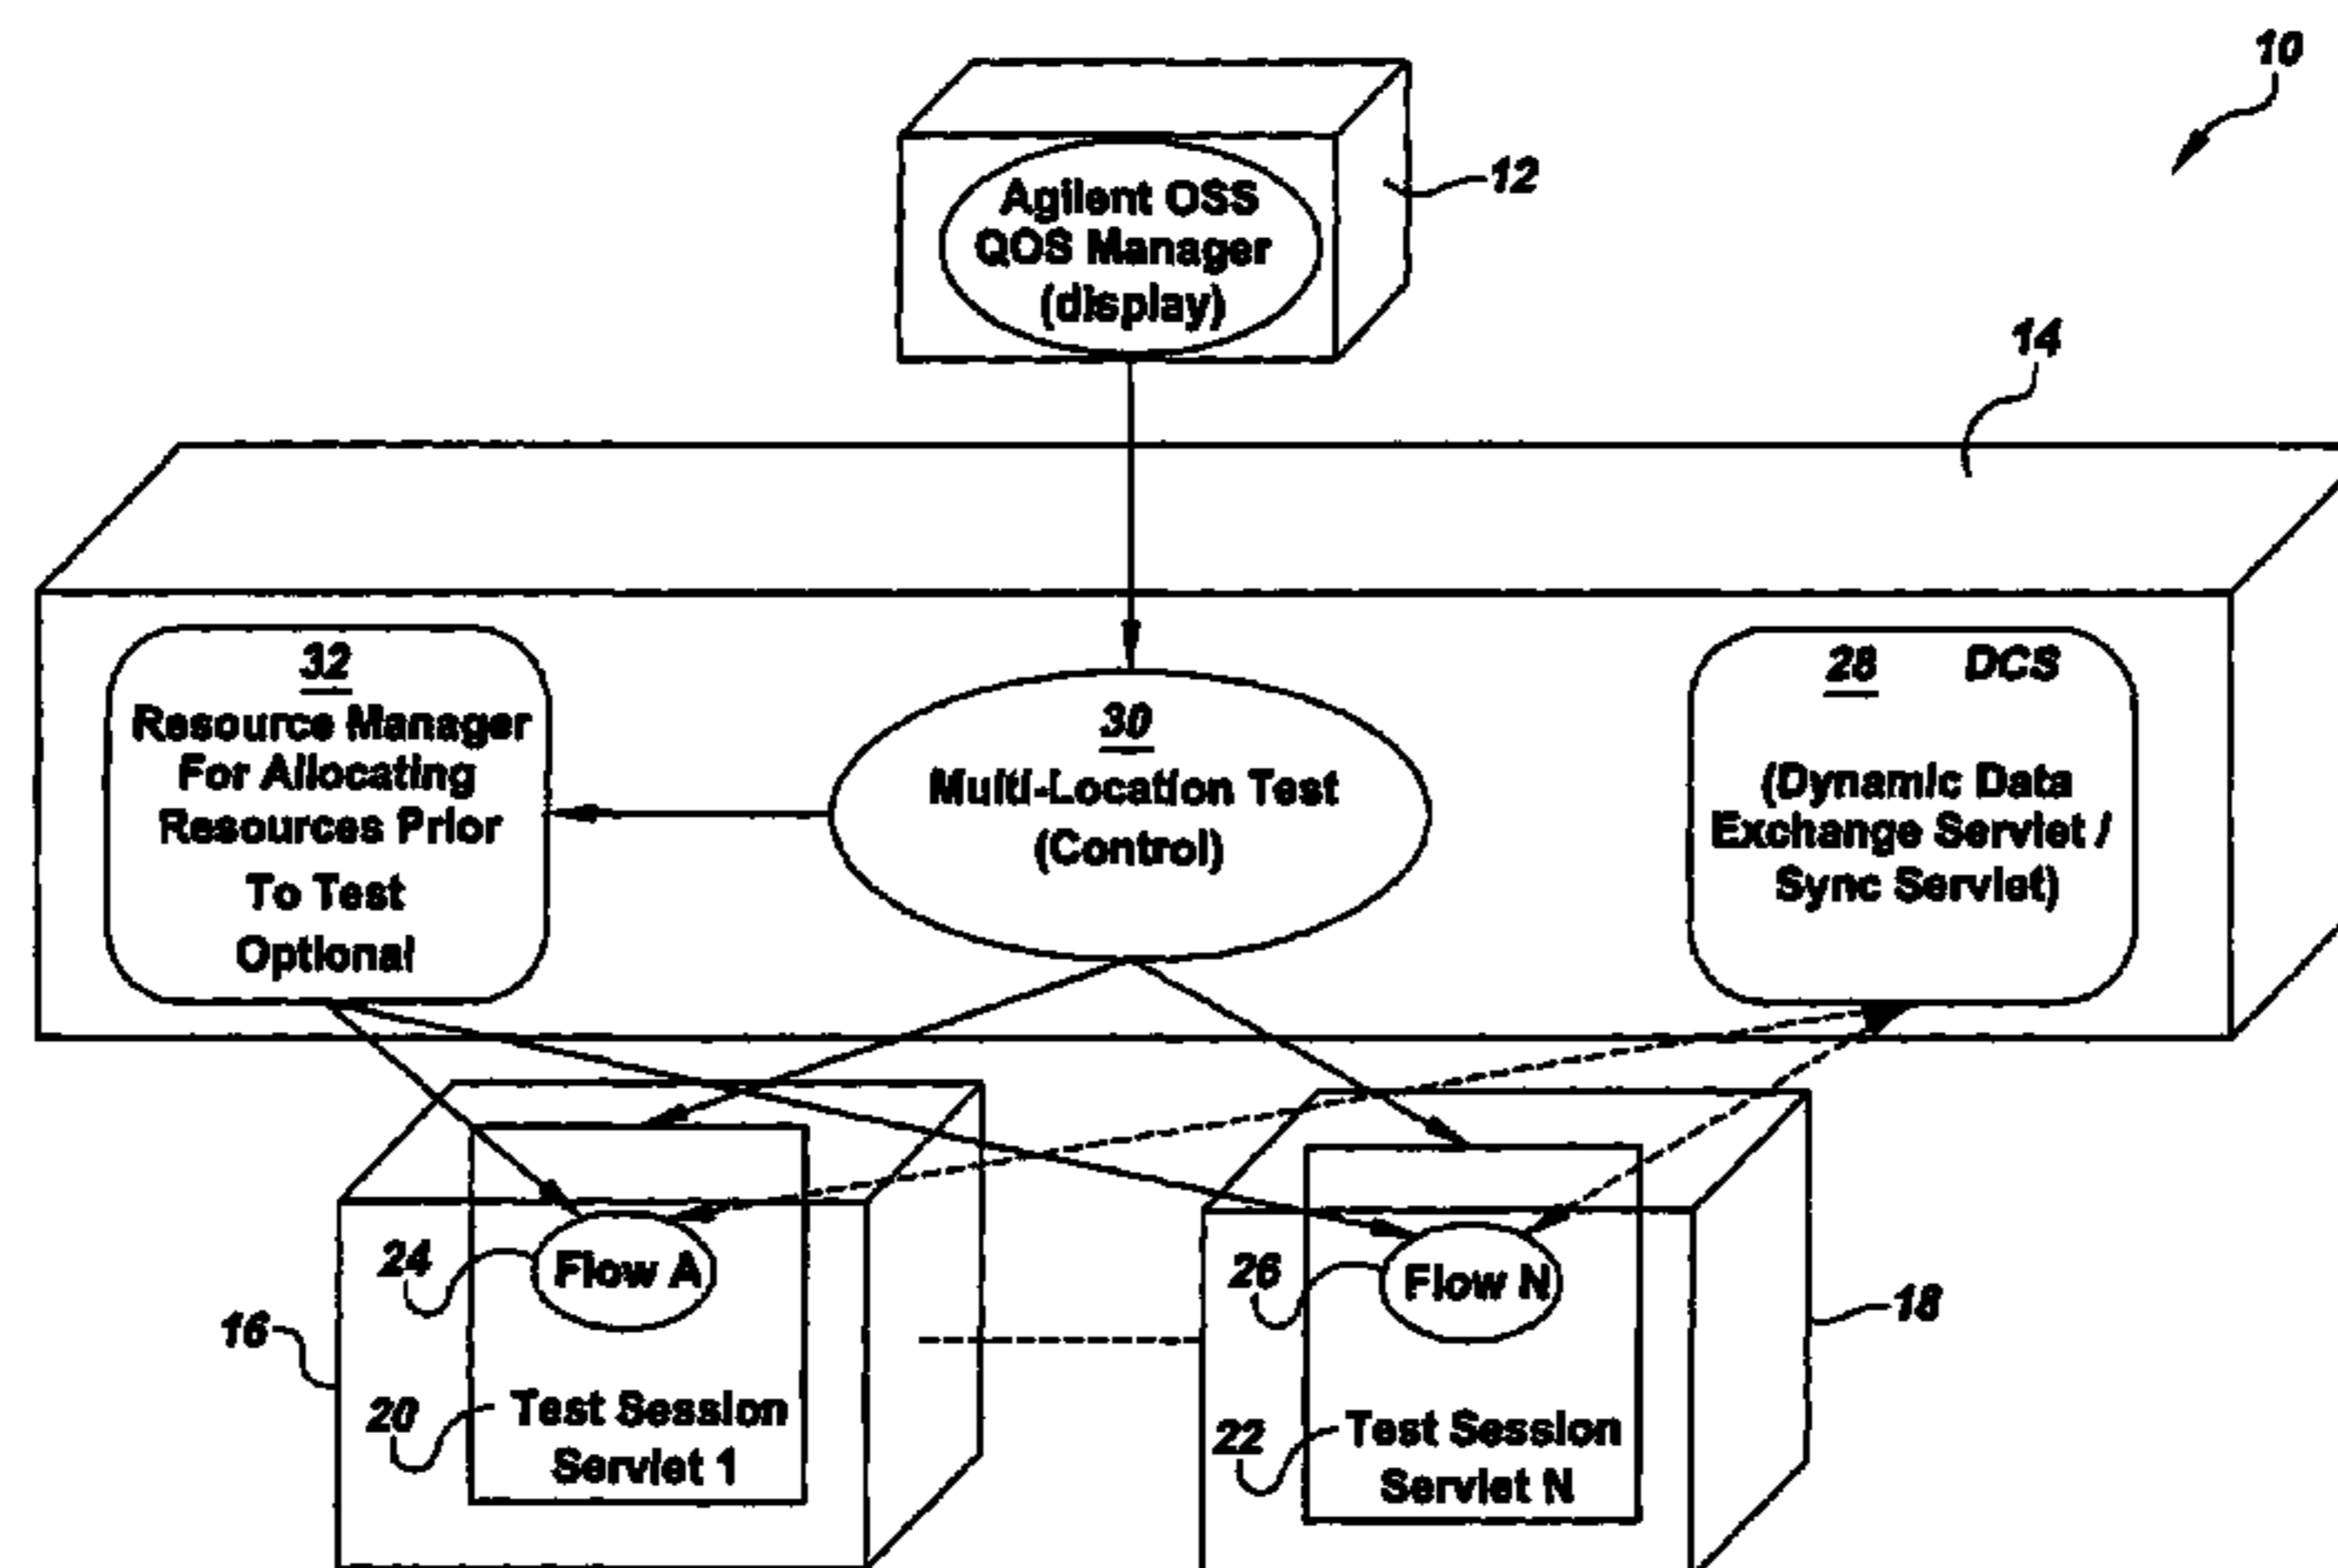 10
Agilent OSS
QOS Manager
(display)
12
14
32
Resource Manager
For Allocating
Resources Prior
To Test
Optional
30
Multi-Location Test
(Control)
28 DCS
(Dynamic Data
Exchange Servlet /
Sync Servlet)
24
Flow A
16
20
Test Session
Servlet 1
26
Flow N
18
22
Test Session
Servlet N